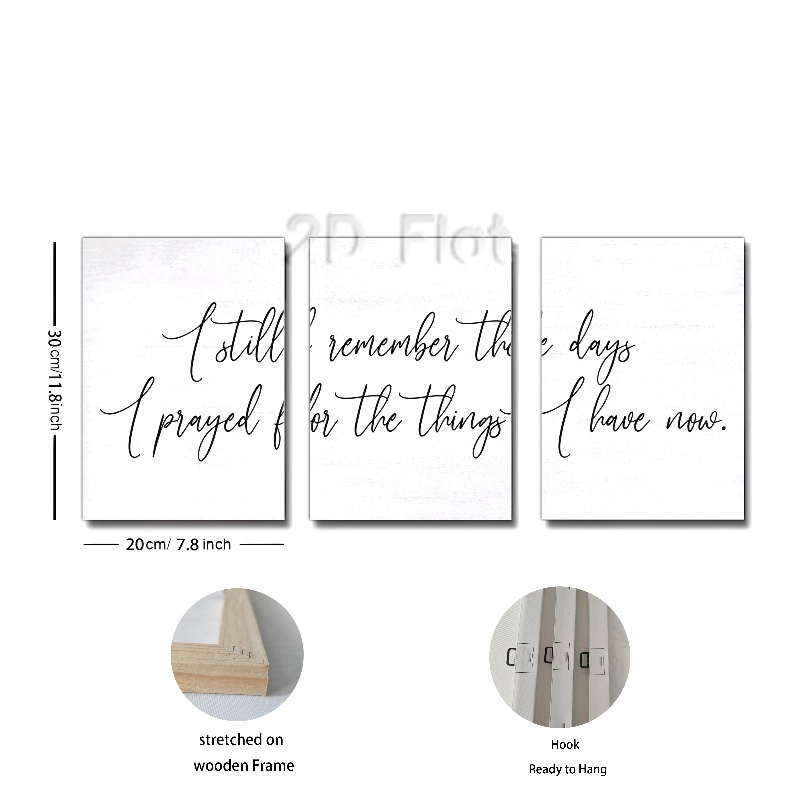 2D Flat
I still remember the days
I prayed for the things I have now.
30cm/11.8inch
20cm/ 7.8 inch
stretched on
wooden Frame
Hook
Ready to Hang